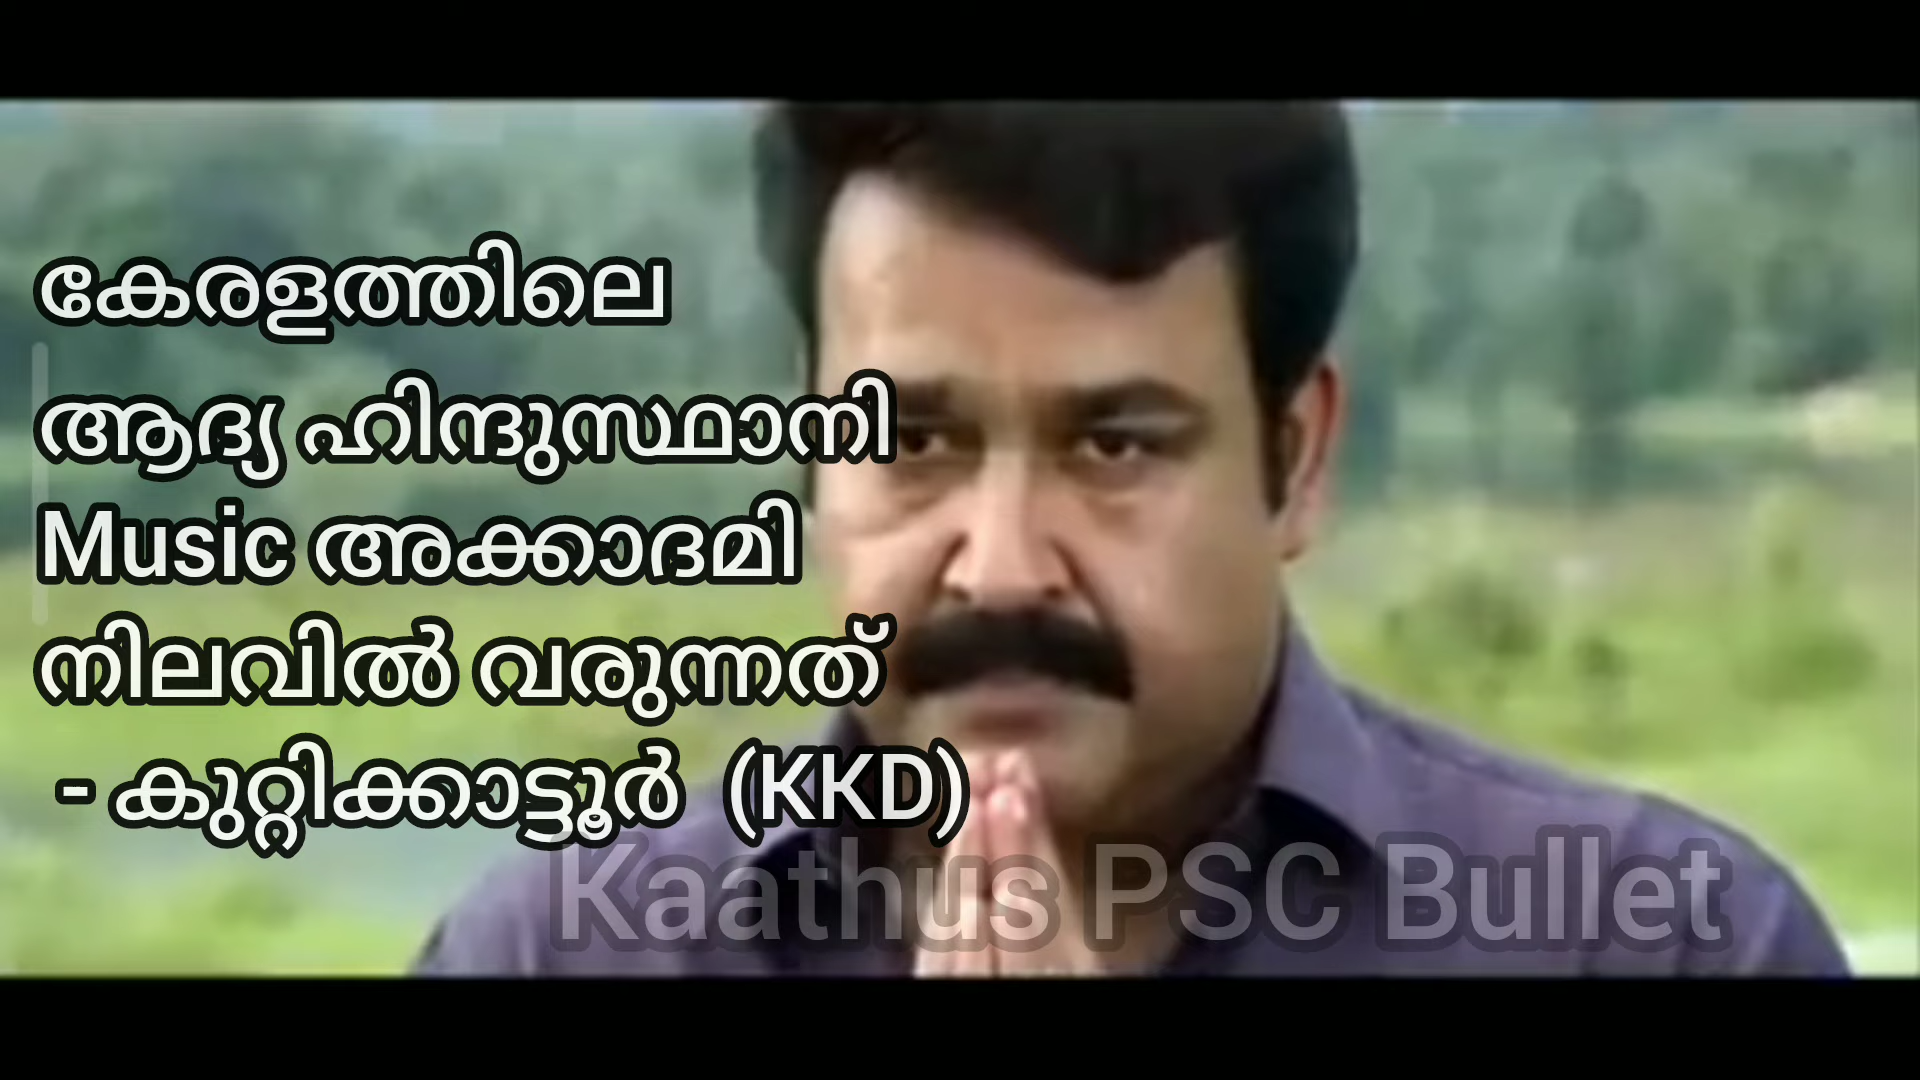 കേരളത്തിലെ
ആദ്യ ഹിന്ദുസ്ഥാനി
Music അക്കാദമി
നിലവിൽ വരുന്നത്
- കുറ്റിക്കാട്ടൂർ (KKD)
Kaathus PSC Bullet